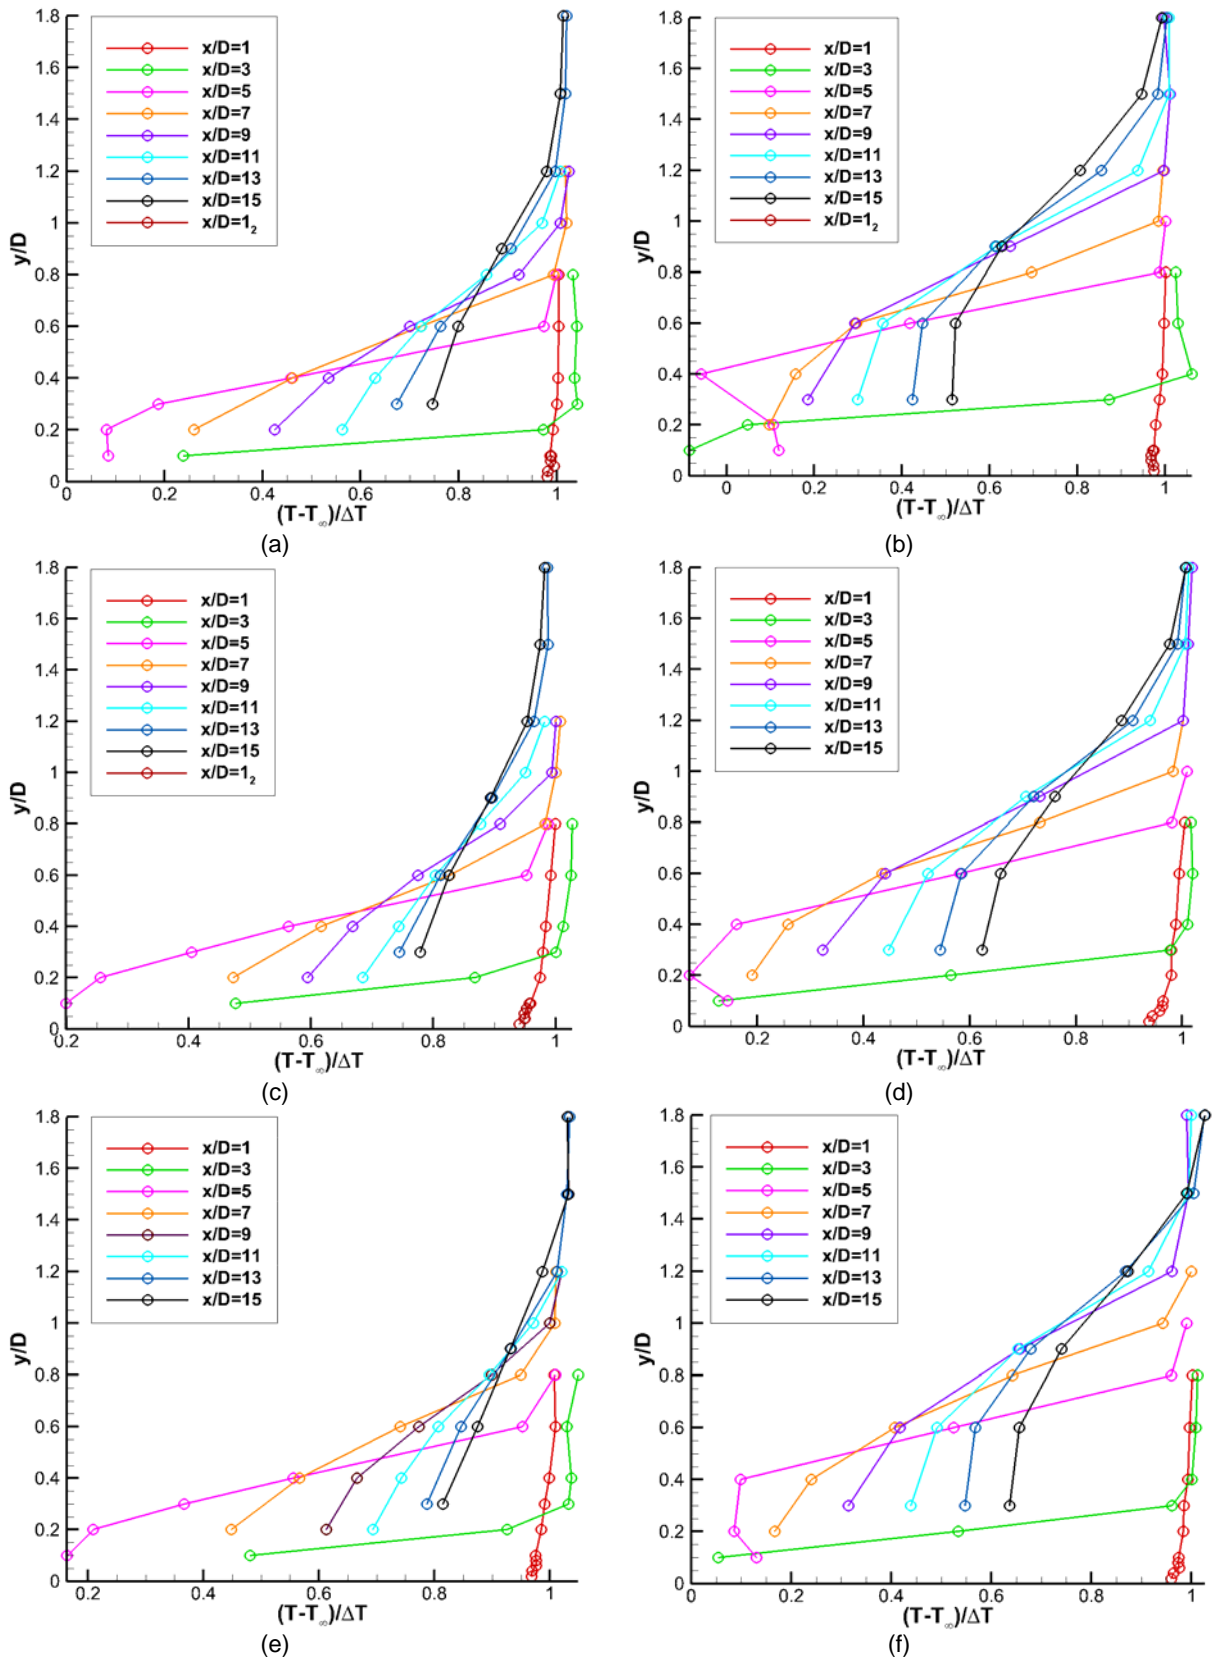 1.8
1.6
1.4
1.2
1
0.8
0.6
0.4
0.2
0
y/D
x/D=1
x/D=3
x/D=5
x/D=7
x/D=9
x/D=11
x/D=13
x/D=15
x/D=1₂
0 0.2 0.4 0.6 0.8 1
(T-T∞)/ΔT
(a)
1.8
1.6
1.4
1.2
1
0.8
0.6
0.4
0.2
0
y/D
x/D=1
x/D=3
x/D=5
x/D=7
x/D=9
x/D=11
x/D=13
x/D=15
x/D=1₂
0 0.2 0.4 0.6 0.8 1
(T-T∞)/ΔT
(b)
1.8
1.6
1.4
1.2
1
0.8
0.6
0.4
0.2
0
y/D
x/D=1
x/D=3
x/D=5
x/D=7
x/D=9
x/D=11
x/D=13
x/D=15
x/D=1₂
0.2 0.4 0.6 0.8 1
(T-T∞)/ΔT
(c)
1.8
1.6
1.4
1.2
1
0.8
0.6
0.4
0.2
0
y/D
x/D=1
x/D=3
x/D=5
x/D=7
x/D=9
x/D=11
x/D=13
x/D=15
0.2 0.4 0.6 0.8 1
(T-T∞)/ΔT
(d)
1.8
1.6
1.4
1.2
1
0.8
0.6
0.4
0.2
0
y/D
x/D=1
x/D=3
x/D=5
x/D=7
x/D=9
x/D=11
x/D=13
x/D=15
0.2 0.4 0.6 0.8 1
(T-T∞)/ΔT
(e)
1.8
1.6
1.4
1.2
1
0.8
0.6
0.4
0.2
0
y/D
x/D=1
x/D=3
x/D=5
x/D=7
x/D=9
x/D=11
x/D=13
x/D=15
0 0.2 0.4 0.6 0.8 1
(T-T∞)/ΔT
(f)